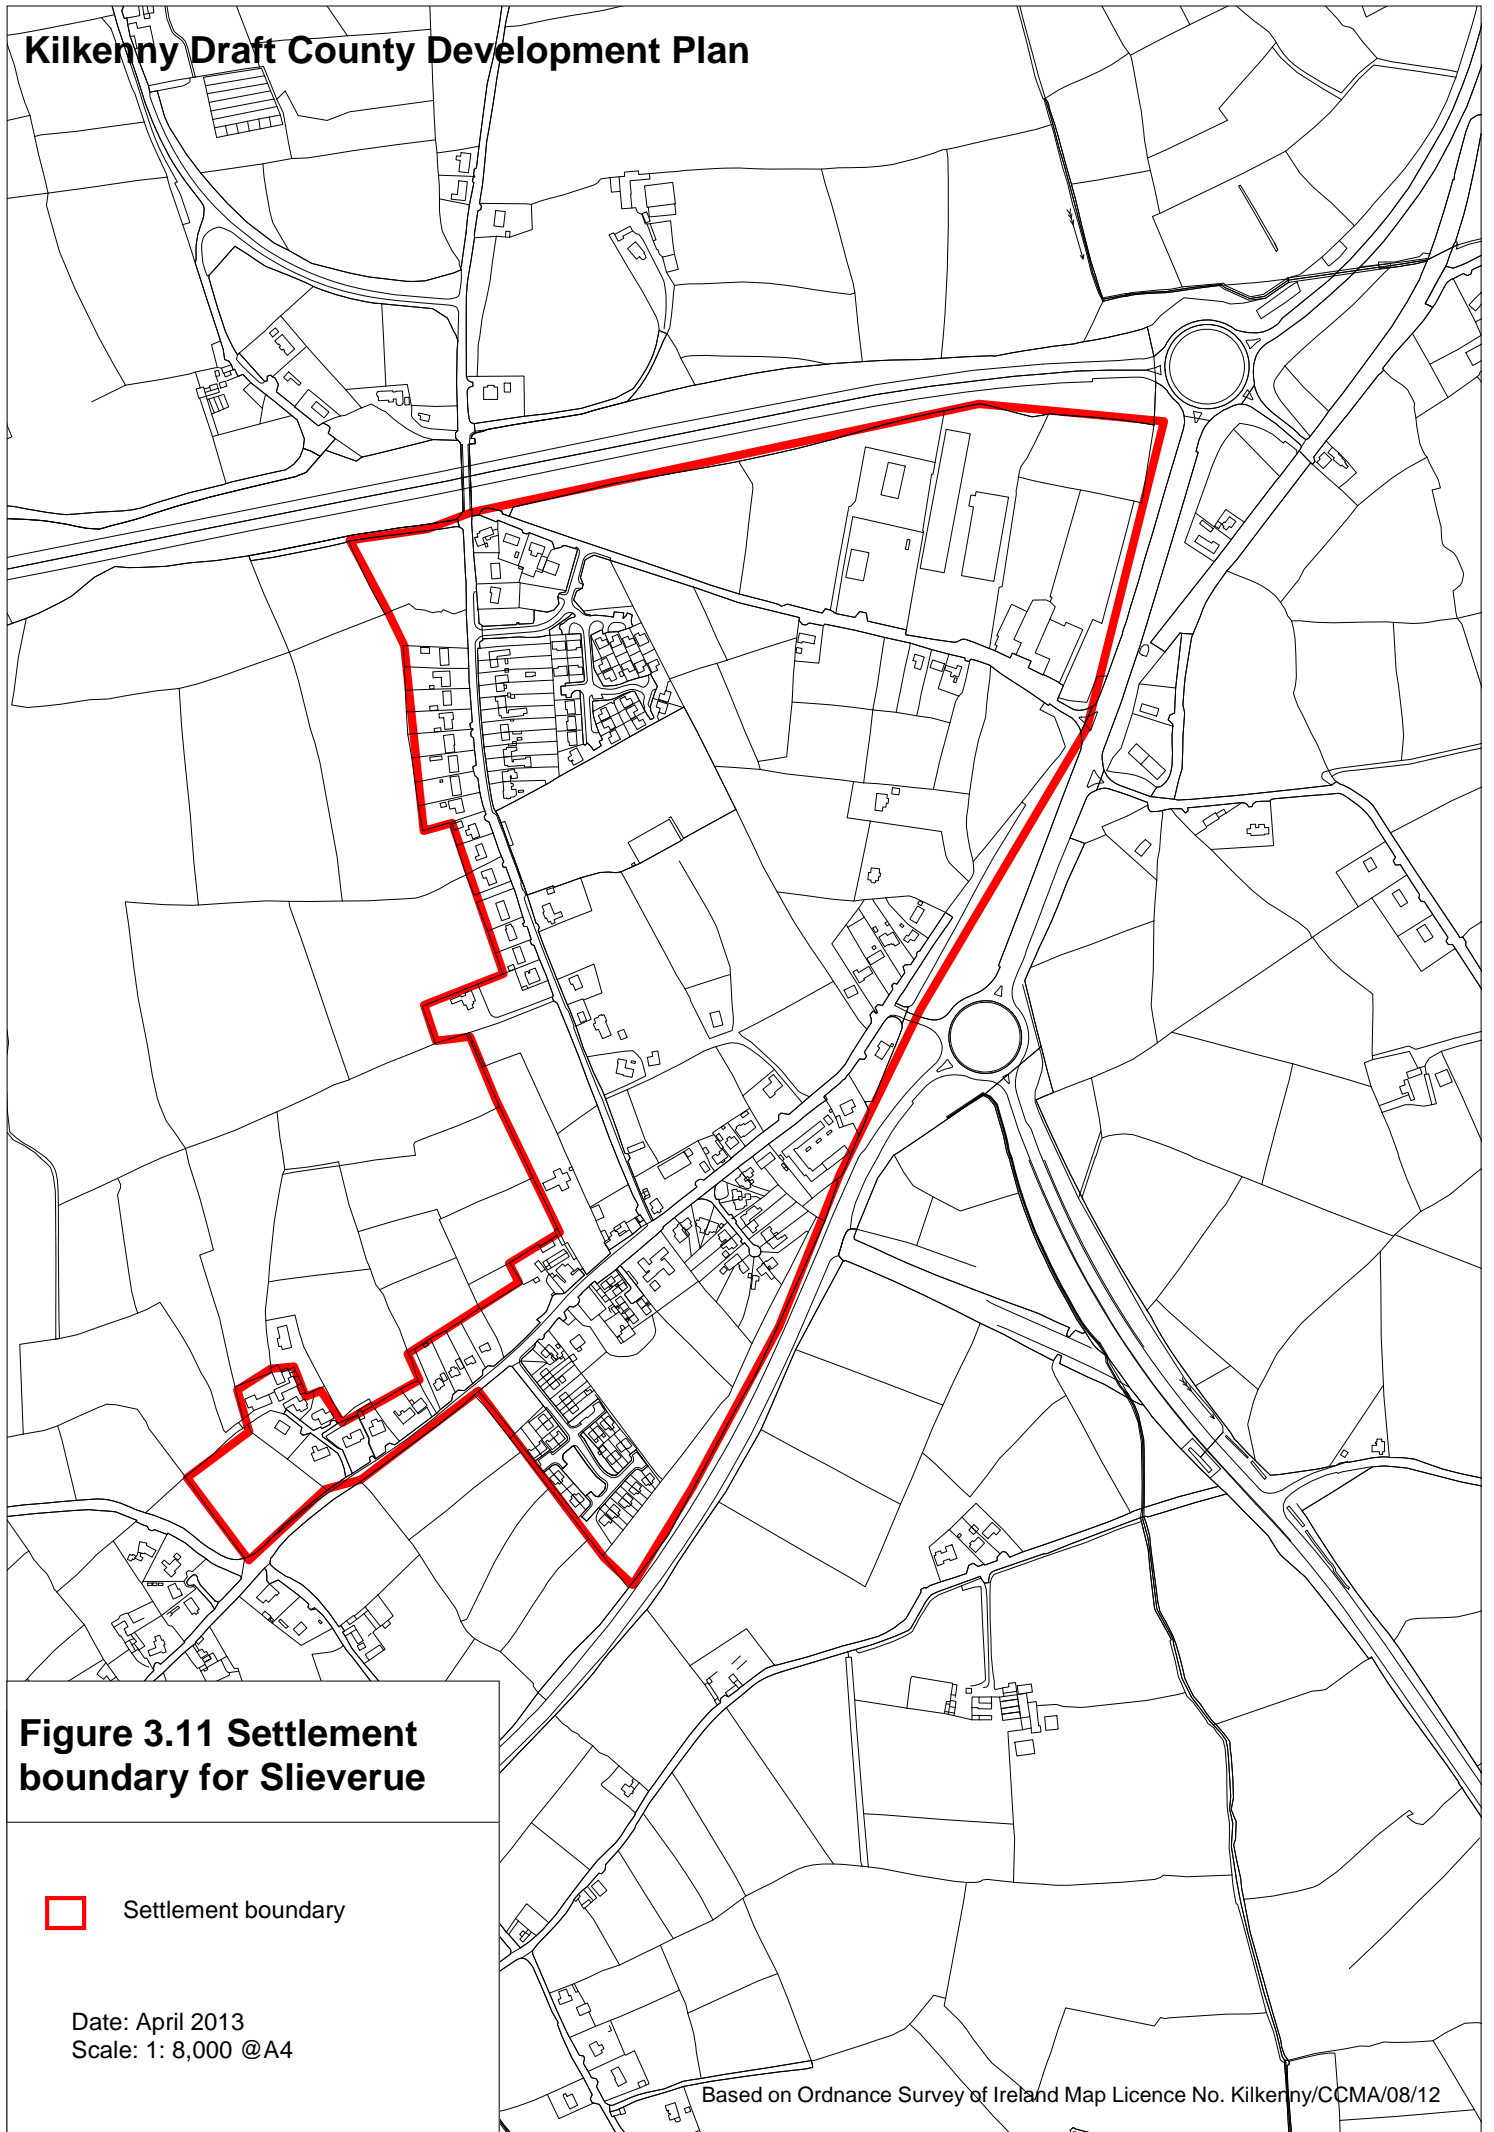 Kilkenny Draft County Development Plan
Figure 3.11 Settlement
boundary for Slieverue
Settlement boundary
Date: April 2013
Scale: 1: 8,000 @A4
Based on Ordnance Survey of Ireland Map Licence No. Kilkenny/CCMA/08/12